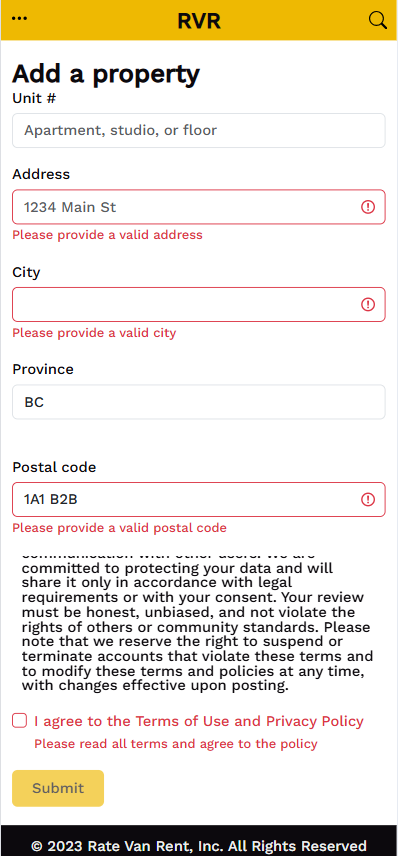 RVR
Add a property
Unit #
Apartment, studio, or floor
Address
1234 Main St
Please provide a valid address
City
Please provide a valid city
Province
BC
Postal code
1A1 B2B
Please provide a valid postal code
communication with other users. We are
committed to protecting your data and will
share it only in accordance with legal
requirements or with your consent. Your review
must be honest, unbiased, and not violate the
rights of others or community standards. Please
note that we reserve the right to suspend or
terminate accounts that violate these terms and
to modify these terms and policies at any time,
with changes effective upon posting.
I agree to the Terms of Use and Privacy Policy
Please read all terms and agree to the policy
Submit
© 2023 Rate Van Rent, Inc. All Rights Reserved